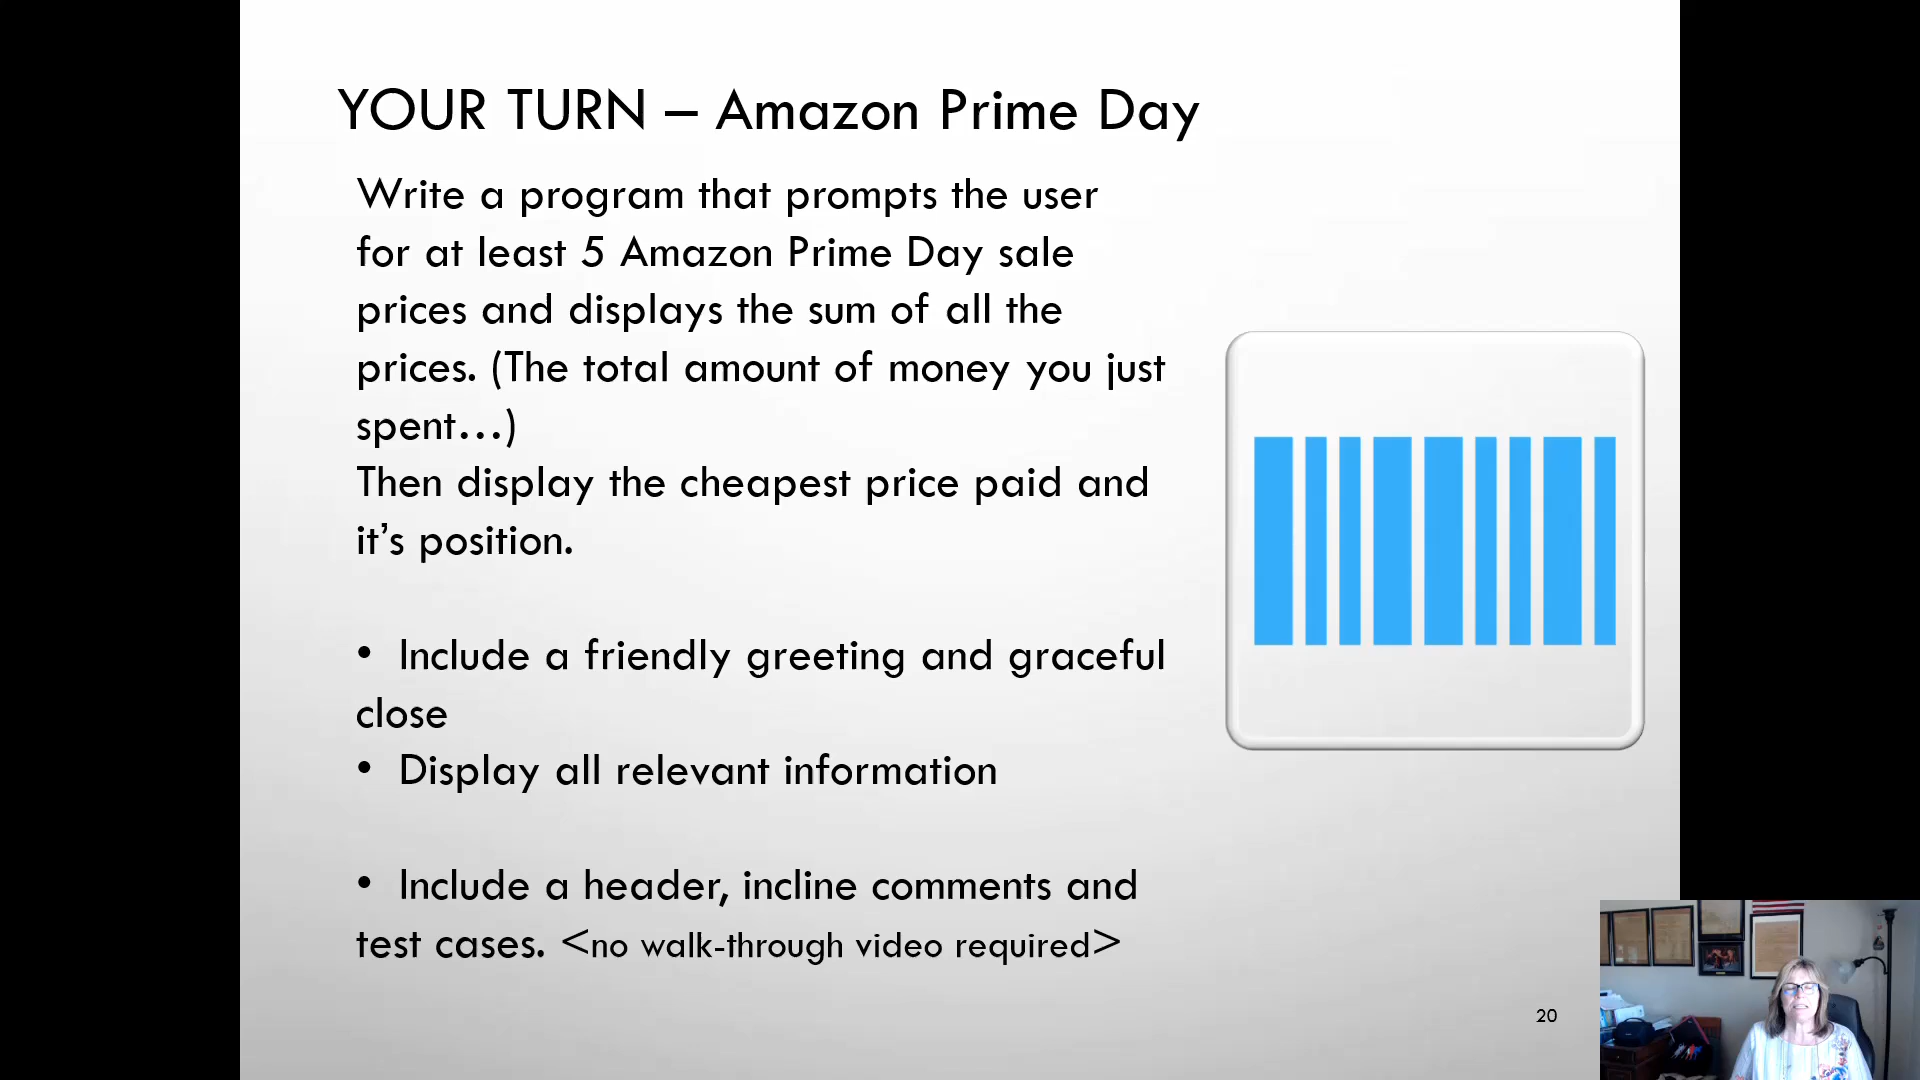 YOUR TURN – Amazon Prime Day
Write a program that prompts the user
for at least 5 Amazon Prime Day sale
prices and displays the sum of all the
prices. (The total amount of money you just
spent…)
Then display the cheapest price paid and
it’s position.
• Include a friendly greeting and graceful
close
• Display all relevant information
• Include a header, incline comments and
test cases. <no walk-through video required>
20